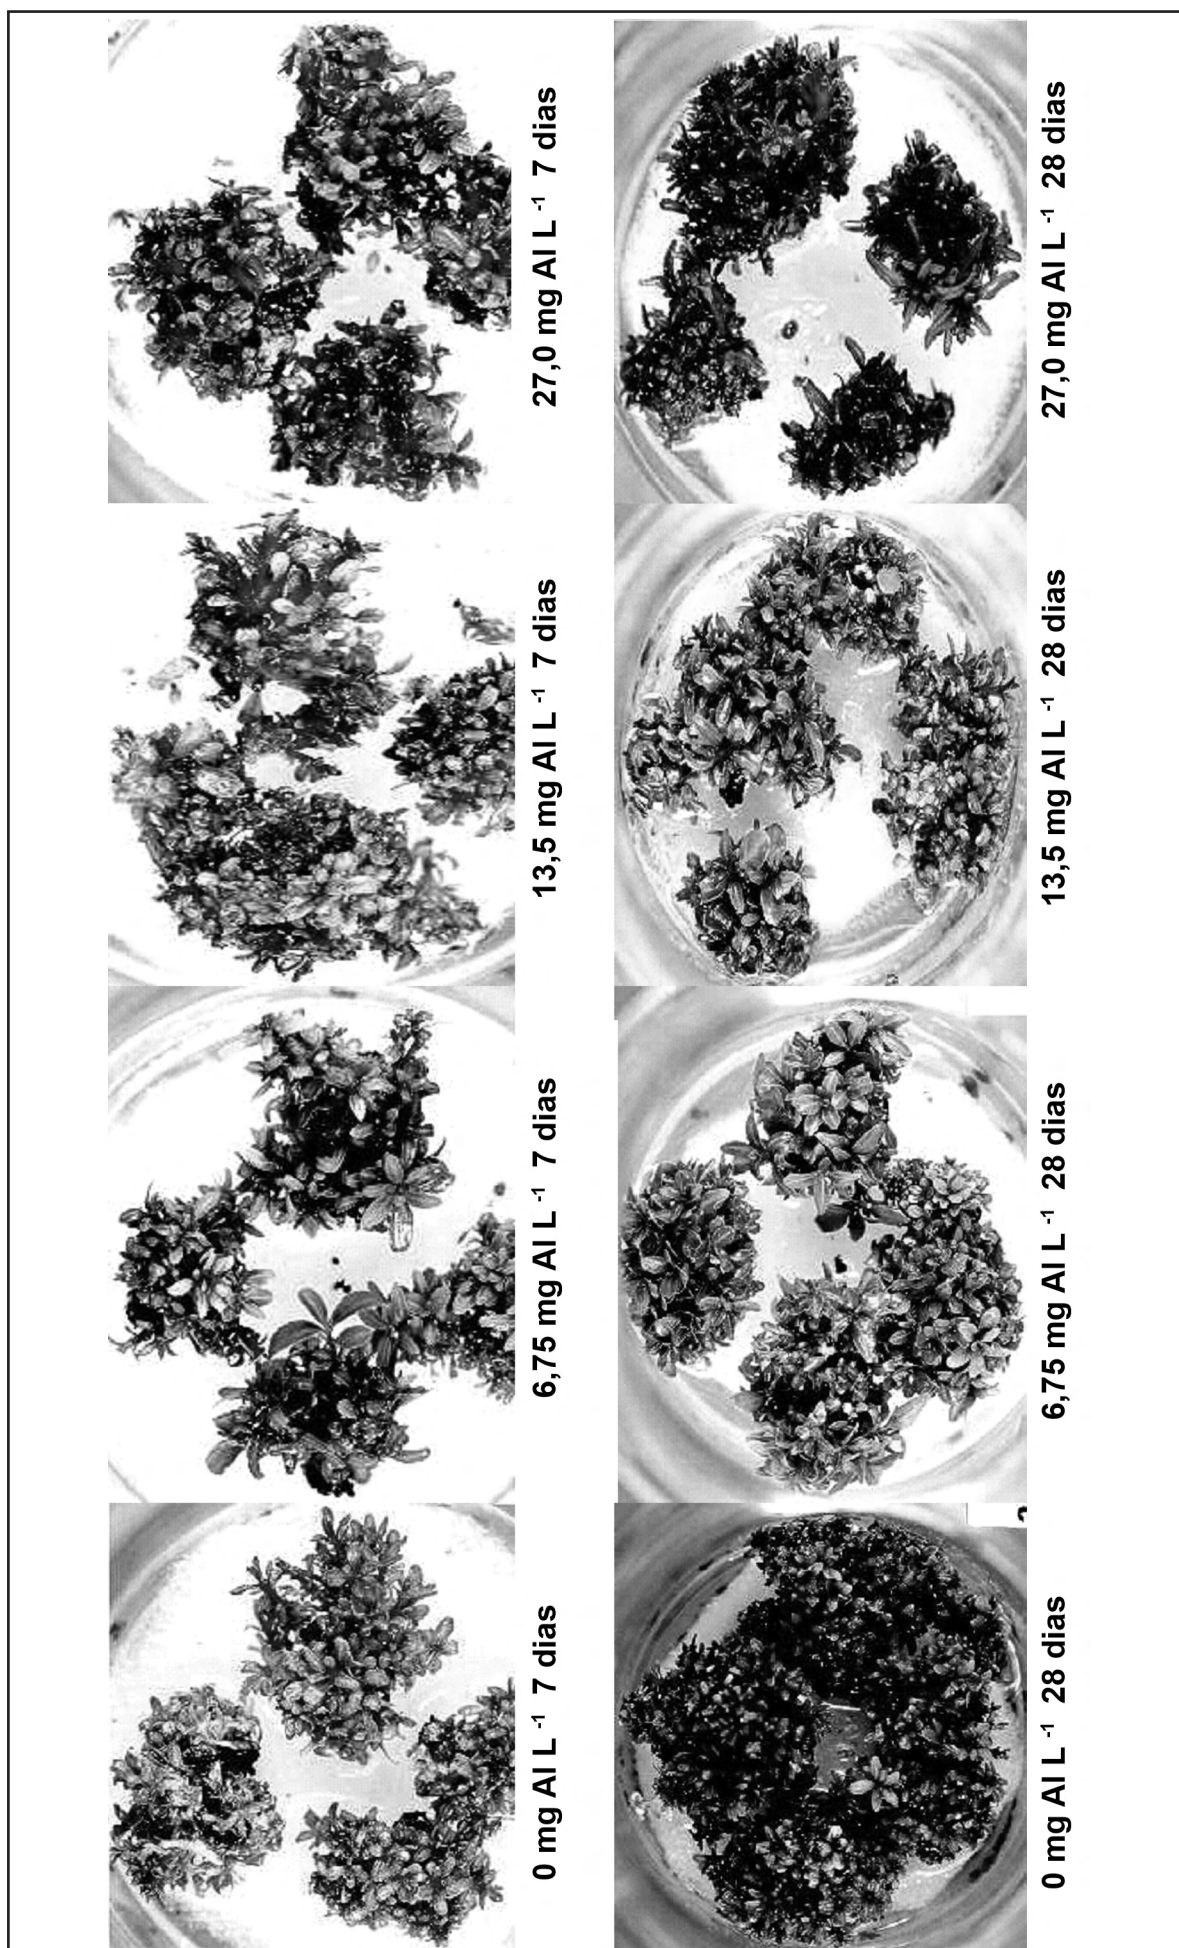 0 mg Al L ⁻¹ 7 dias
6,75 mg Al L ⁻¹ 7 dias
13,5 mg Al L ⁻¹ 7 dias
27,0 mg Al L ⁻¹ 7 dias
0 mg Al L ⁻¹ 28 dias
6,75 mg Al L ⁻¹ 28 dias
13,5 mg Al L ⁻¹ 28 dias
27,0 mg Al L ⁻¹ 28 dias